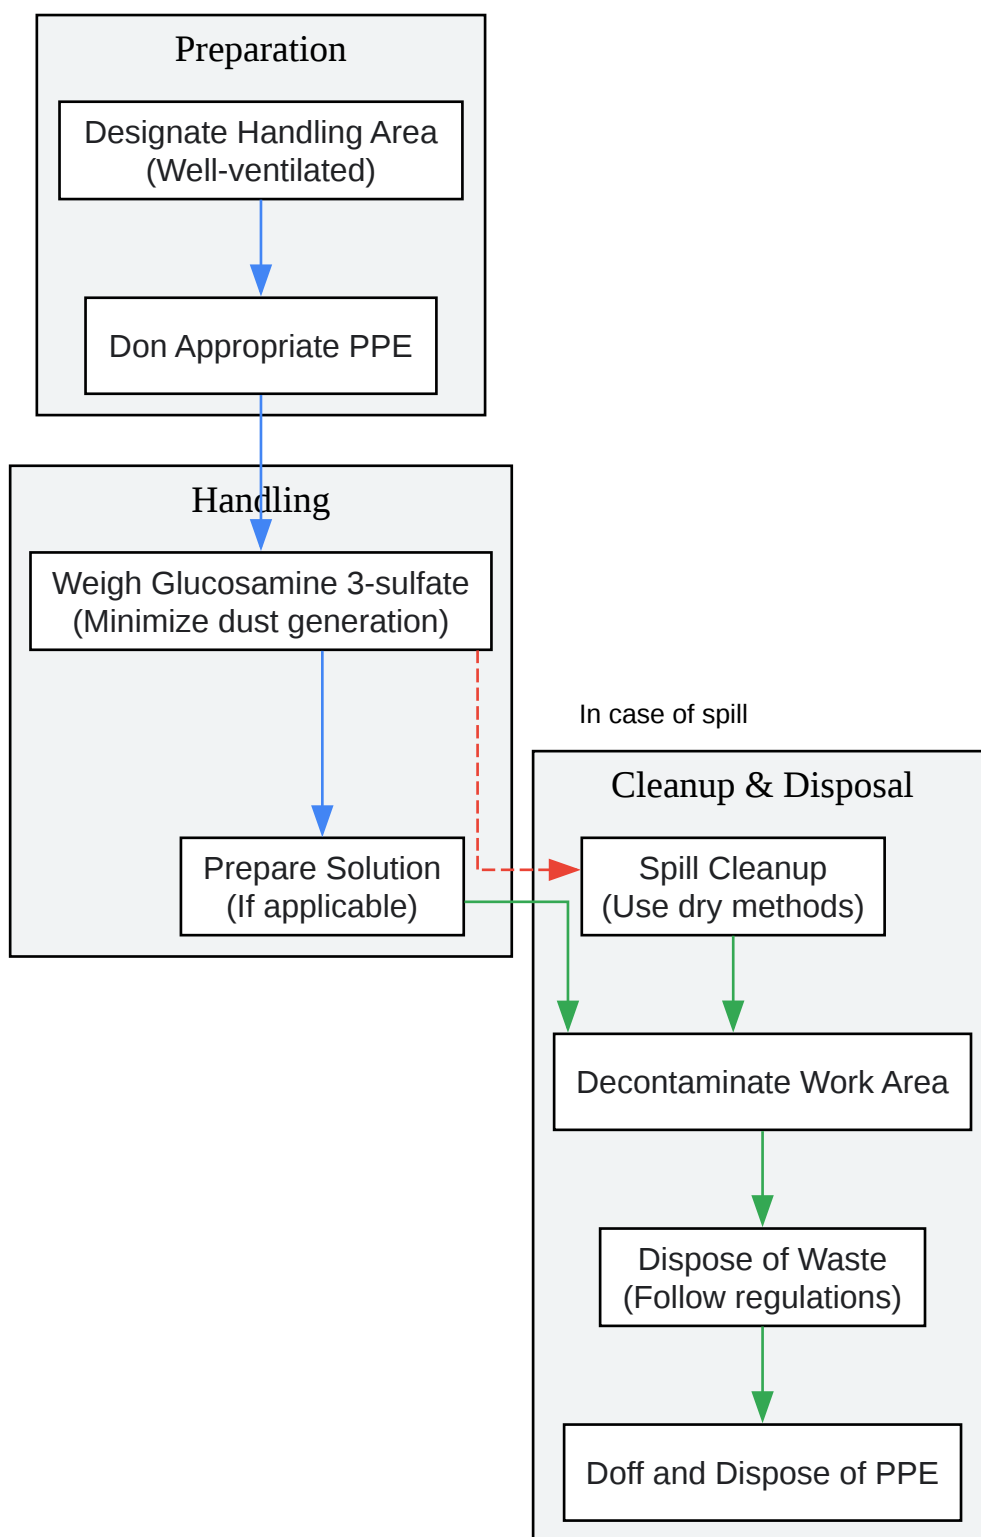 Preparation
Designate Handling Area
(Well-ventilated)
Don Appropriate PPE
Handling
Weigh Glucosamine 3-sulfate
(Minimize dust generation)
In case of spill
Cleanup & Disposal
Prepare Solution
(If applicable)
Spill Cleanup
(Use dry methods)
Decontaminate Work Area
Dispose of Waste
(Follow regulations)
Doff and Dispose of PPE